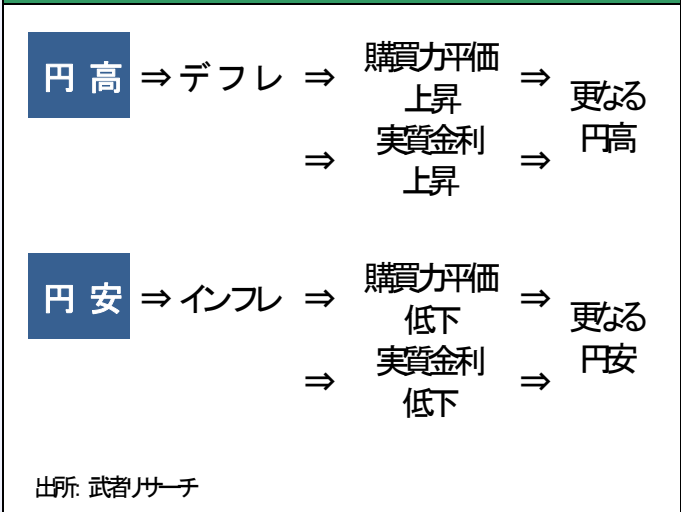 円 高 ⇒ デフレ ⇒ 購買力平価 ⇒ 更なる
上昇 円高
⇒ 実質金利 ⇒
上昇
円 安 ⇒ インフレ ⇒ 購買力平価 ⇒ 更なる
低下 円安
⇒ 実質金利 ⇒
低下
出所: 武者リサーチ